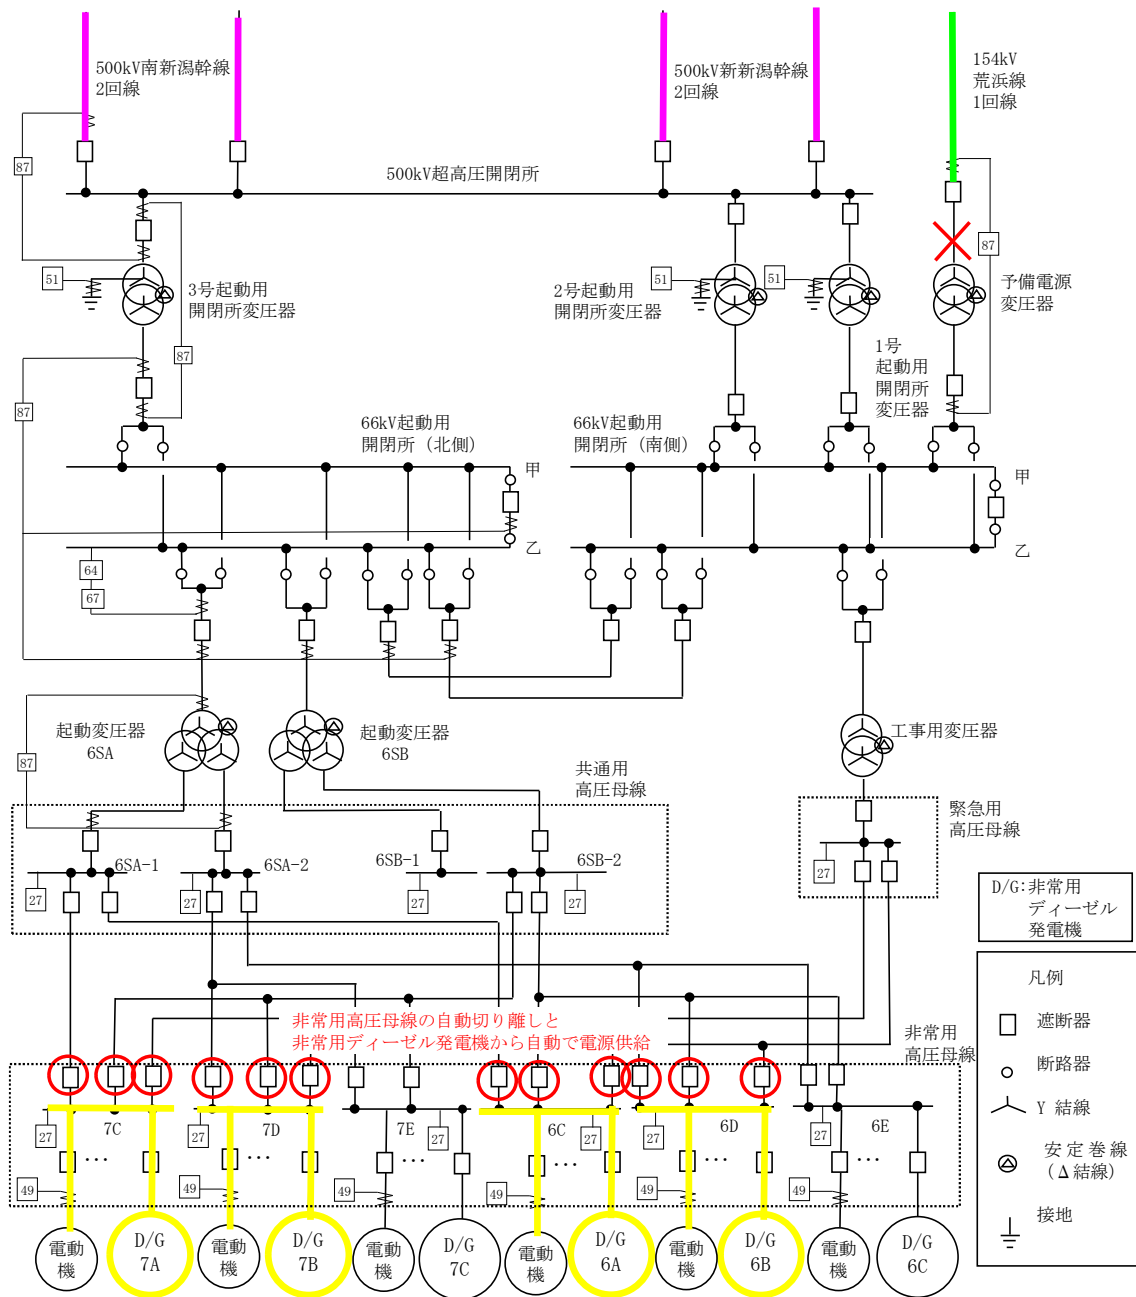 500kV南新潟幹線
2回線
500kV新新潟幹線
2回線
154kV
荒浜線
1回線
87
500kV超高圧開閉所
87
51
51
51
3号起動用
開閉所変圧器
2号起動用
開閉所変圧器
予備電源
変圧器
87
1号
起動用
開閉所
変圧器
87
66kV起動用
開閉所（北側）
66kV起動用
開閉所（南側）
甲
甲
乙
乙
64
67
起動変圧器
6SA
起動変圧器
6SB
工事用変圧器
87
共通用
高圧母線
緊急用
高圧母線
6SA-1
6SA-2
6SB-1
6SB-2
27
27
27
27
27
D/G:非常用
ディーゼル
発電機
凡例
遮断器
断路器
Y 結線
安定巻線
(Δ結線)
接地
非常用高圧母線の自動切り離しと
非常用ディーゼル発電機から自動で電源供給
非常用
高圧母線
27
7C
27
7D
7E
27
6C
27
27
6D
27
6E
･･･
･･･
･･･
･･･
･･･
･･･
49
49
49
49
49
49
電動
機
D/G
7A
電動
機
D/G
7B
電動
機
D/G
7C
電動
機
D/G
6A
電動
機
D/G
6B
電動
機
D/G
6C